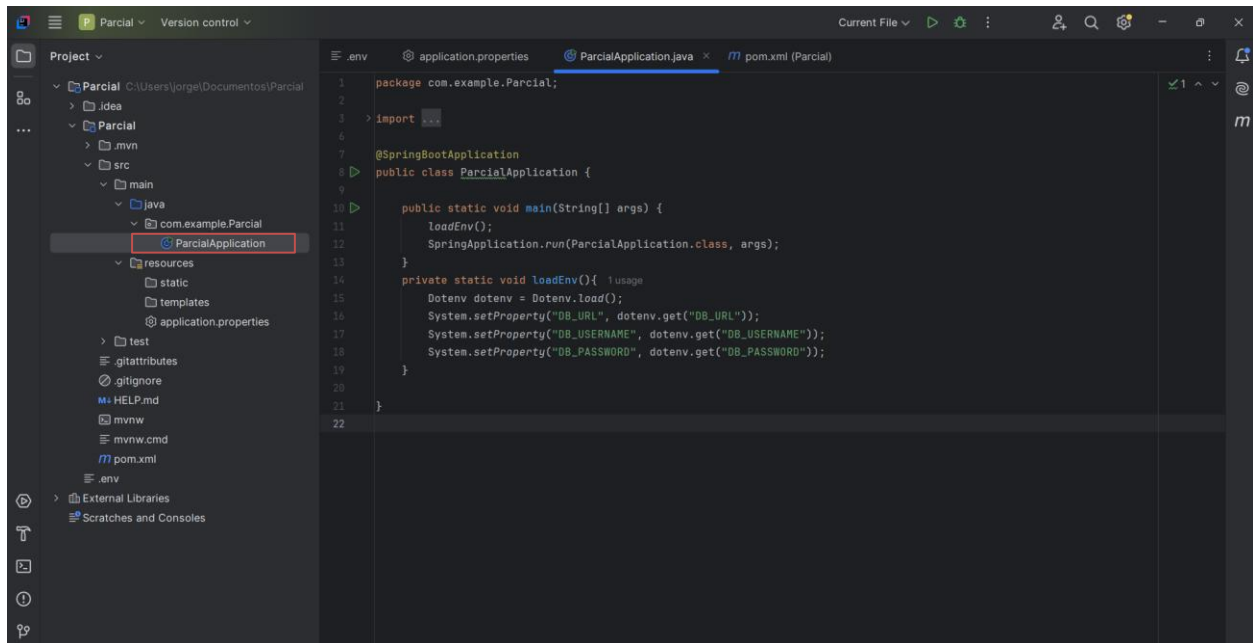 P Parcial Version control Current File
Project
.env application.properties ParcialApplication.java pom.xml (Parcial)
Parcial C:\Users\jorge\Documentos\Parcial
.idea
Parcial
.mvn
src
main
java
com.example.Parcial
ParcialApplication
resources
static
templates
application.properties
test
.gitattributes
.gitignore
M↓ HELP.md
mvnw
mvnw.cmd
m pom.xml
.env
External Libraries
Scratches and Consoles
1 package com.example.Parcial;
2
3 import ...
6
7 @SpringBootApplication
8 public class ParcialApplication {
9
10 public static void main(String[] args) {
11 loadEnv();
12 SpringApplication.run(ParcialApplication.class, args);
13 }
14 private static void loadEnv(){ 1 usage
15 Dotenv dotenv = Dotenv.load();
16 System.setProperty("DB_URL", dotenv.get("DB_URL"));
17 System.setProperty("DB_USERNAME", dotenv.get("DB_USERNAME"));
18 System.setProperty("DB_PASSWORD", dotenv.get("DB_PASSWORD"));
19 }
20
21 }
22
1
m